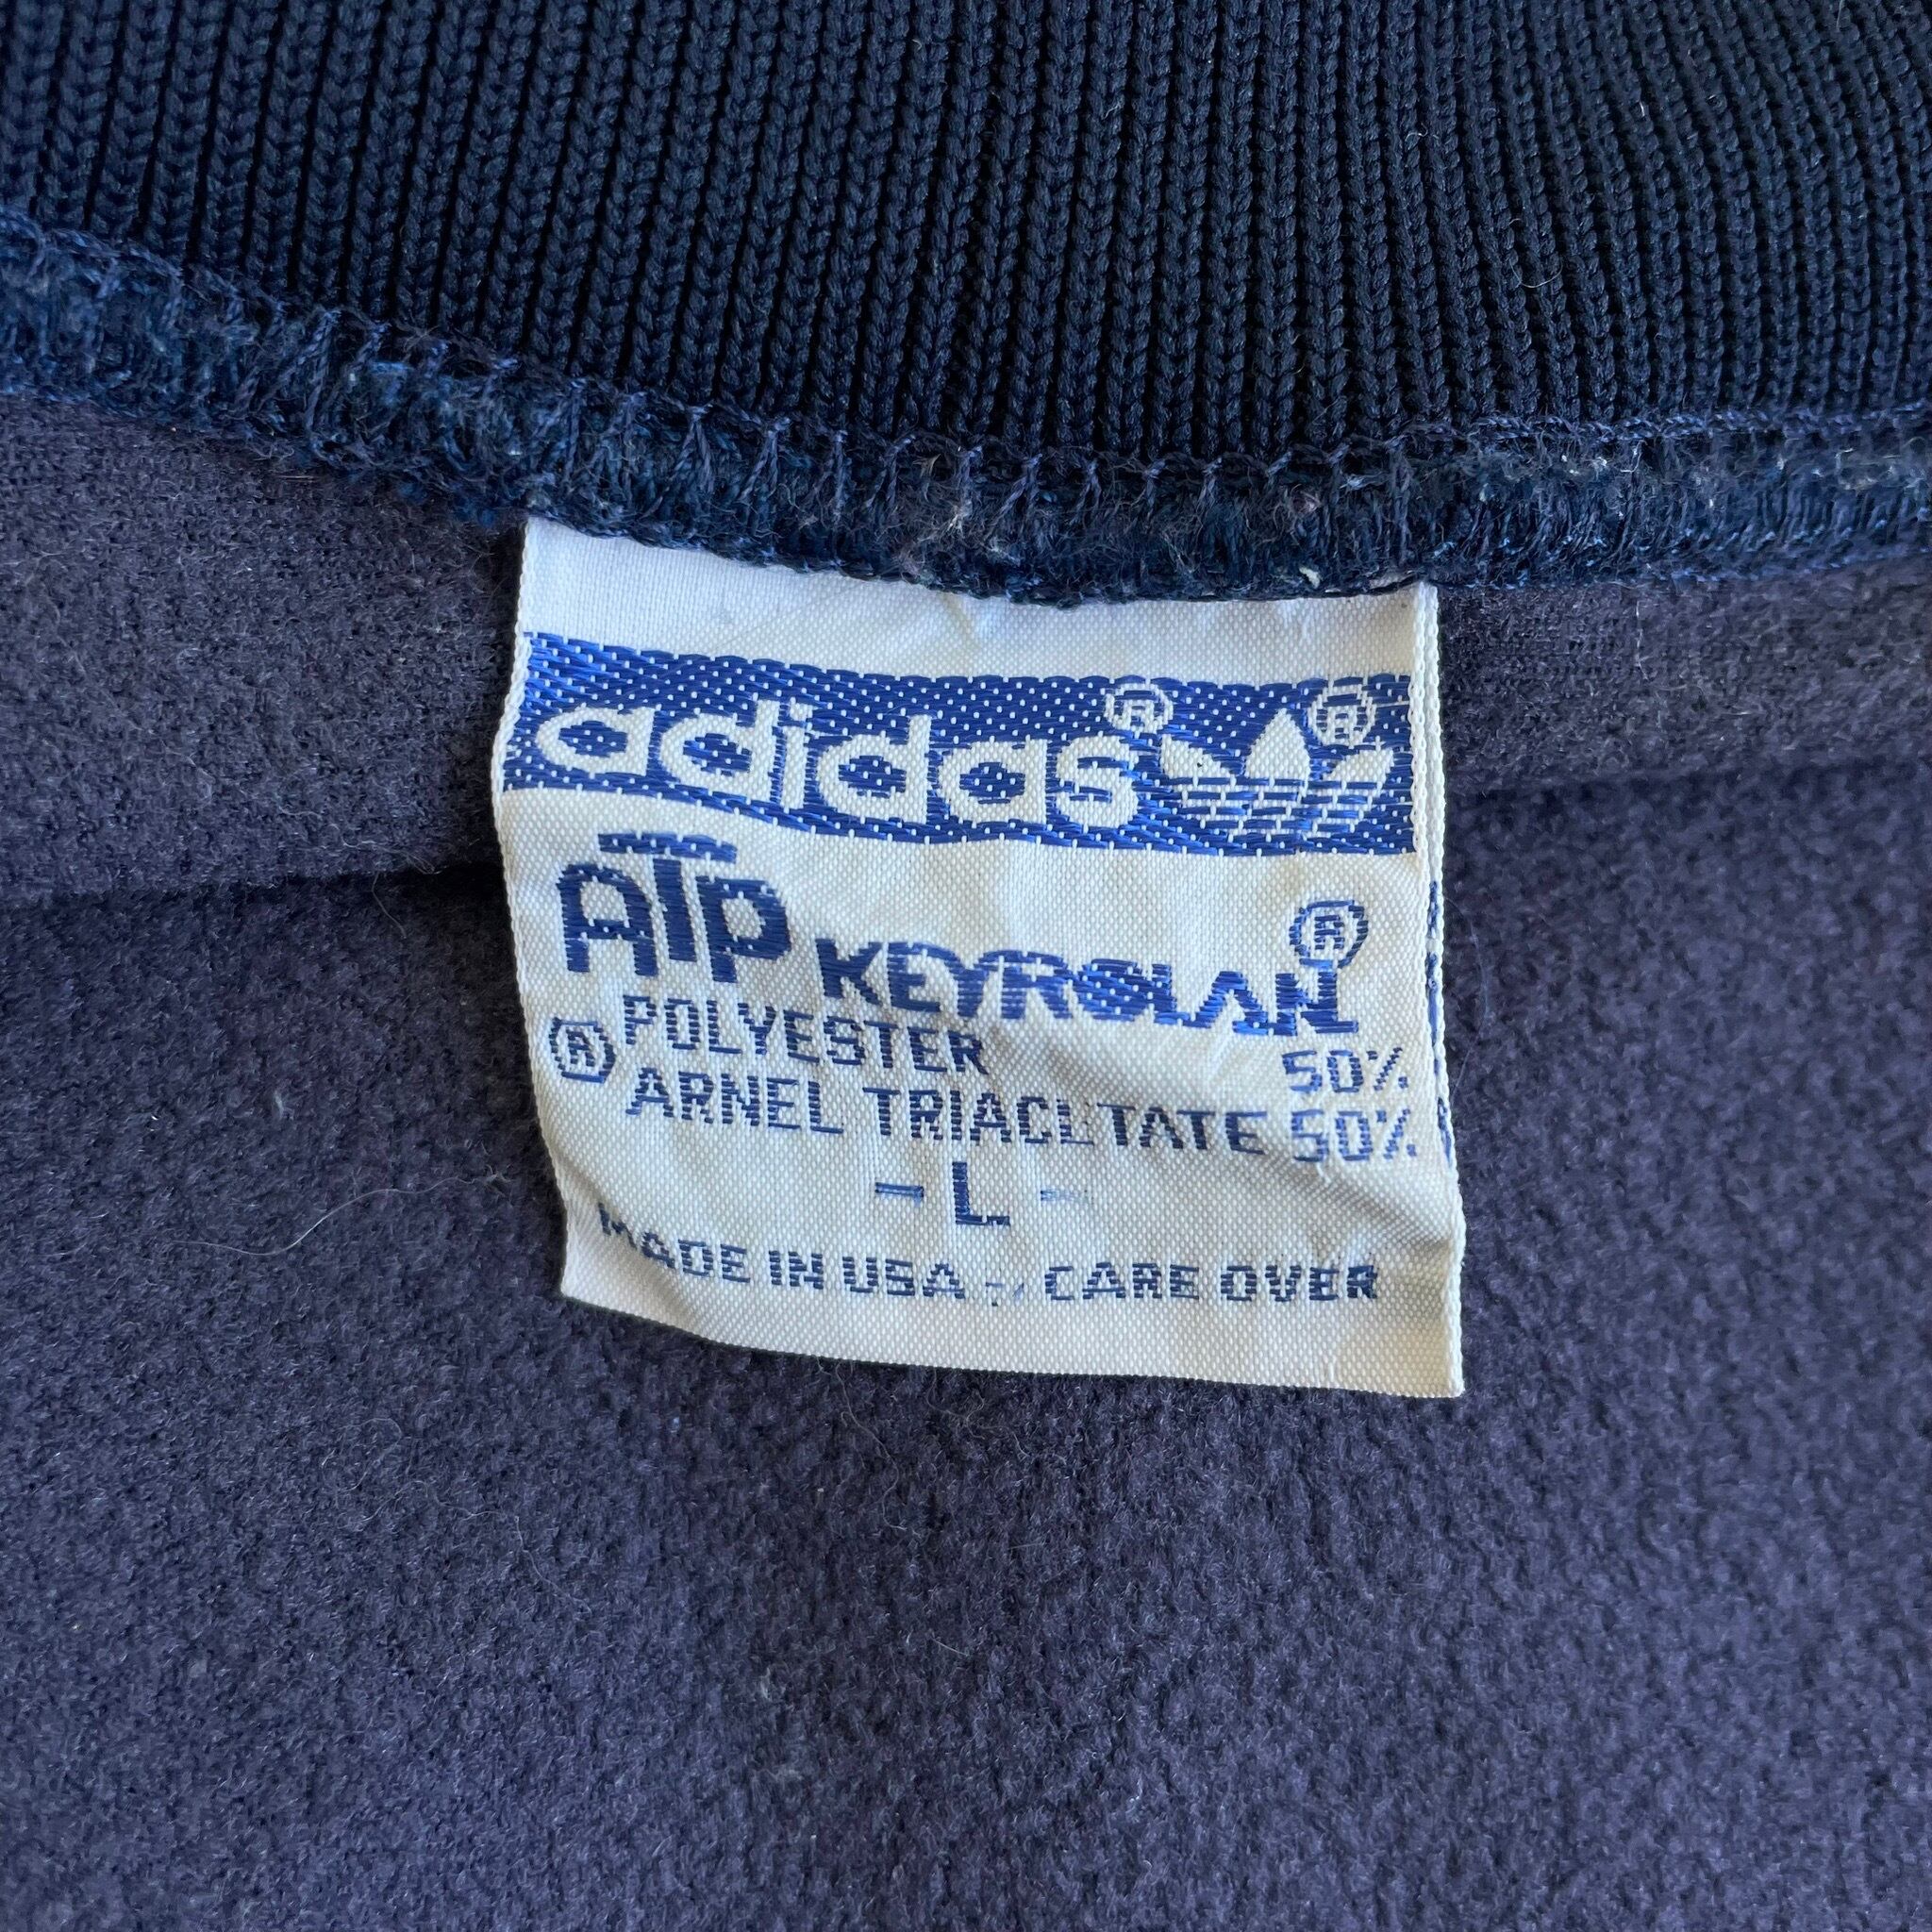 adidas® ®
ATP KEYROLAN®
POLYESTER 50%
® ARNEL TRIACETATE 50%
- L -
MADE IN USA - CARE OVER